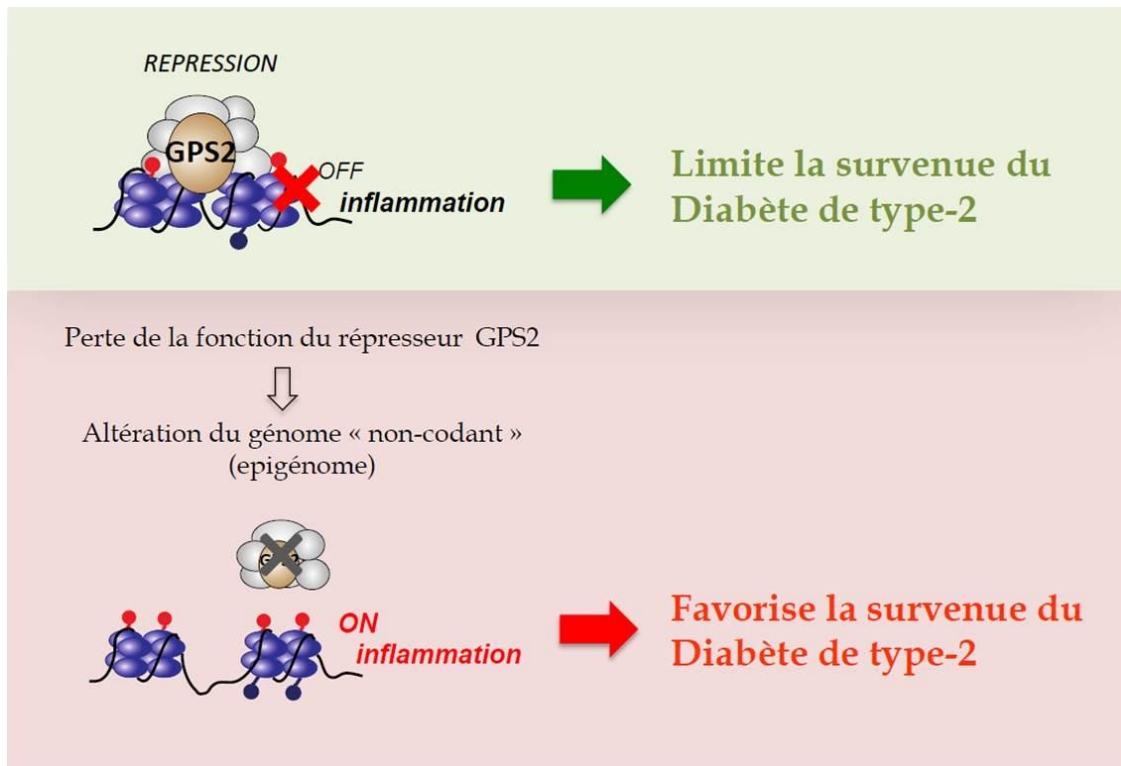 REPRESSION
GPS2
OFF
inflammation
Limite la survenue du
Diabète de type-2
Perte de la fonction du répresseur GPS2
Altération du génome « non-codant »
(epigénome)
GPS2
ON
inflammation
Favorise la survenue du
Diabète de type-2